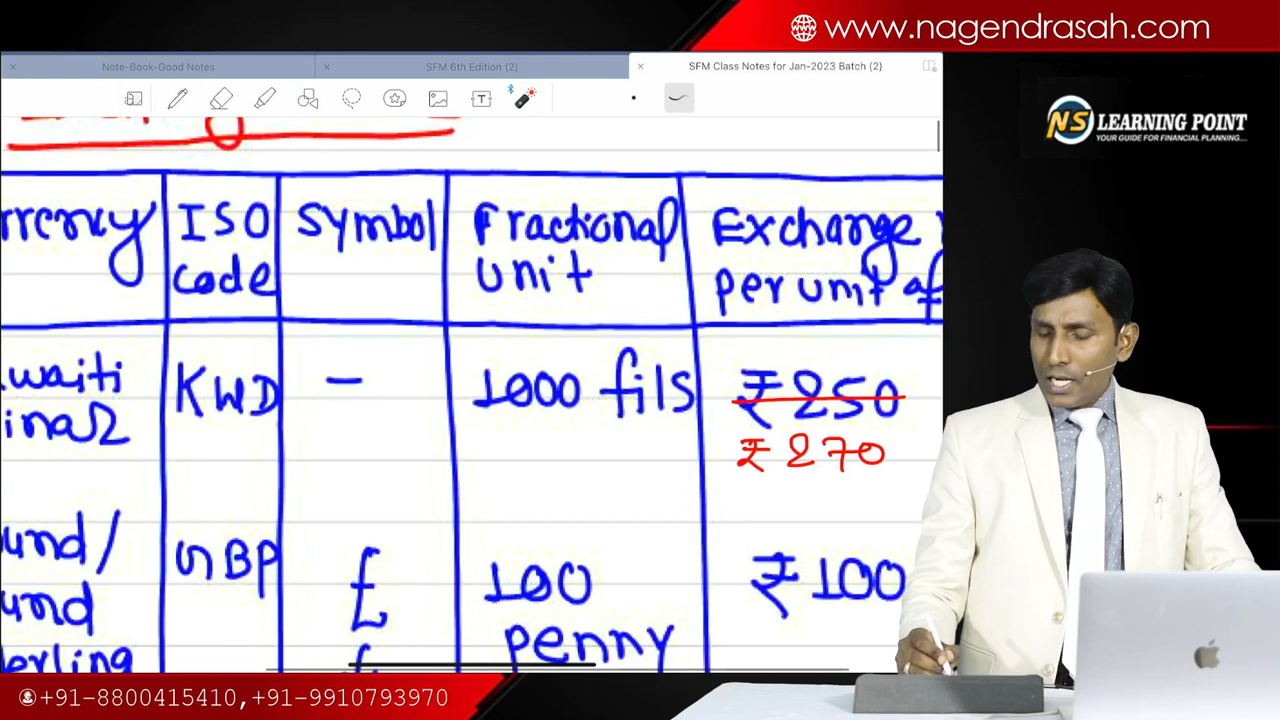 www.nagendrasah.com
Note-Book-Good Notes
SFM 6th Edition (2)
SFM Class Notes for Jan-2023 Batch (2)
T
NS LEARNING POINT
YOUR GUIDE FOR FINANCIAL PLANNING....
rrency ISO code Symbol Fractional unit Exchange per unit of
waiti inar KWD - 1000 fils ₹250
₹270
und/ und erling GBP £ 100 penny ₹100
+91-8800415410,+91-9910793970